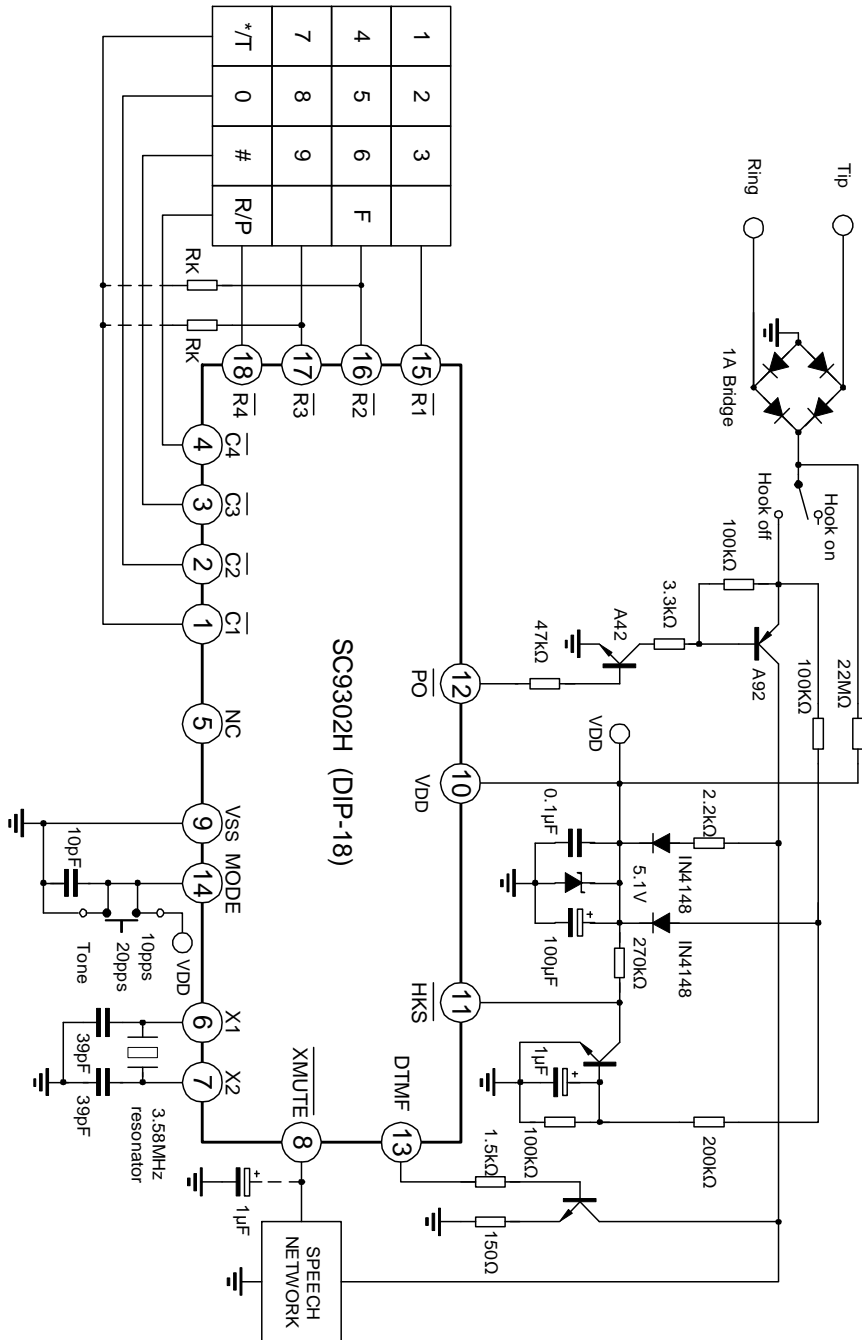 Tip
Ring
1A Bridge
Hook on
Hook off
22MΩ
100KΩ
A92
100kΩ
3.3kΩ
A42
47kΩ
VDD
2.2kΩ
IN4148
IN4148
0.1μF
5.1V
100μF
270kΩ
1μF
100kΩ
200kΩ
1.5kΩ
150Ω
1 2 3
4 5 6 F
7 8 9
*/T 0 # R/P
RK
RK
15 R1
16 R2
17 R3
18 R4
12 PO
10 VDD
11 HKS
13 DTMF
SC9302H (DIP-18)
4 C4
3 C3
2 C2
1 C1
5 NC
9 VSS
14 MODE
6 X1
7 X2
8 XMUTE
10pF
VDD
10pps
20pps
Tone
39pF
39pF
3.58MHz
resonator
1μF
SPEECH
NETWORK
+
+
+